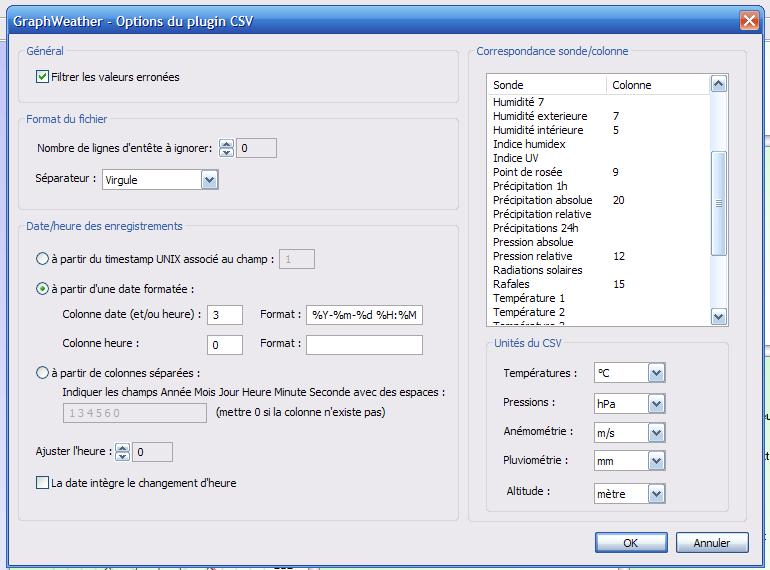 GraphWeather - Options du plugin CSV
Général
Filtrer les valeurs erronées
Format du fichier
Nombre de lignes d'entête à ignorer: 0
Séparateur : Virgule
Date/heure des enregistrements
à partir du timestamp UNIX associé au champ : 1
à partir d'une date formatée :
Colonne date (et/ou heure) : 3 Format : %Y-%m-%d %H:%M
Colonne heure : 0 Format :
à partir de colonnes séparées :
Indiquer les champs Année Mois Jour Heure Minute Seconde avec des espaces :
1 3 4 5 6 0 (mettre 0 si la colonne n'existe pas)
Ajuster l'heure : 0
La date intègre le changement d'heure
Correspondance sonde/colonne
Sonde Colonne
Humidité 7
Humidité exterieure 7
Humidité intérieure 5
Indice humidex
Indice UV
Point de rosée 9
Précipitation 1h
Précipitation absolue 20
Précipitation relative
Précipitations 24h
Pression absolue
Pression relative 12
Radiations solaires
Rafales 15
Température 1
Température 2
Unités du CSV
Températures : °C
Pressions : hPa
Anémométrie : m/s
Pluviométrie : mm
Altitude : mètre
OK Annuler